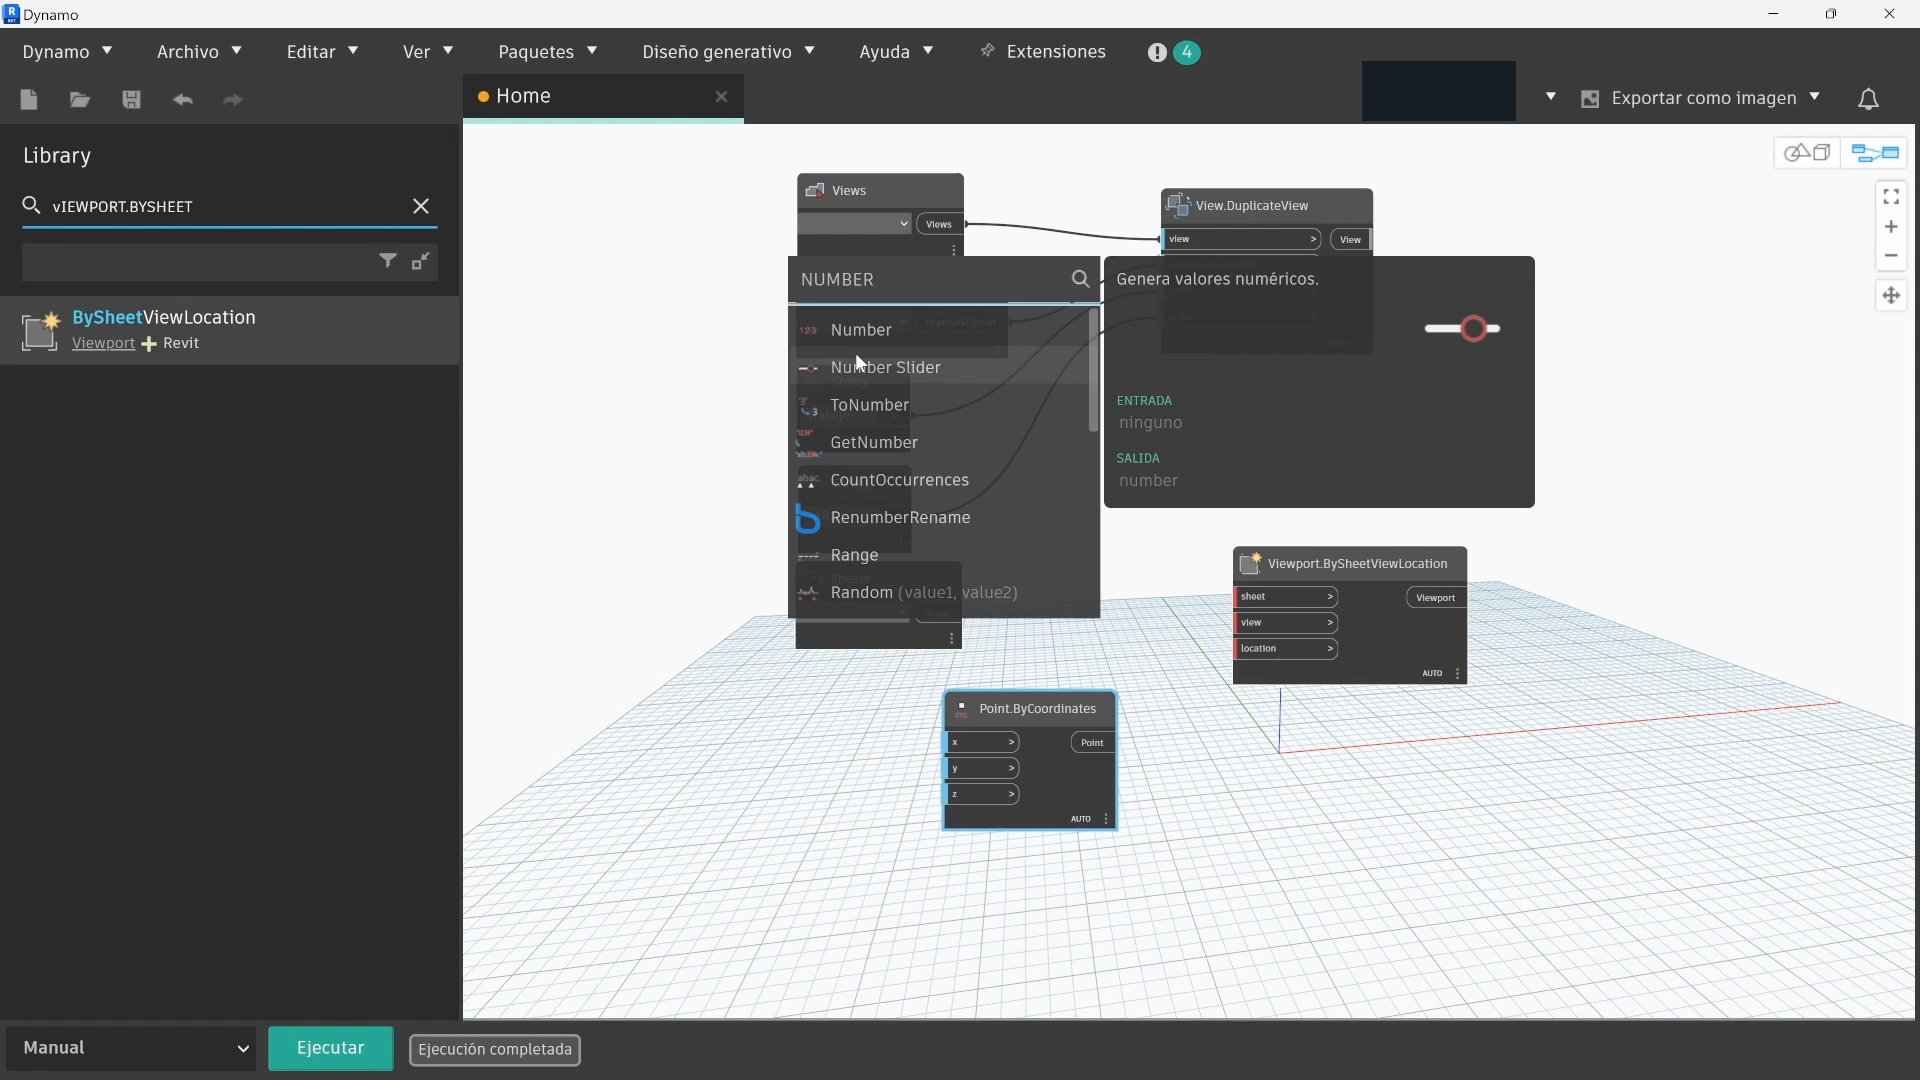 Dynamo
Dynamo Archivo Editar Ver Paquetes Diseño generativo Ayuda Extensiones 4
Home
Exportar como imagen
Library
vIEWPORT.BYSHEET
BySheetViewLocation
Viewport Revit
Views
Views
View.DuplicateView
view > View
NUMBER
Number
Number Slider
ToNumber
GetNumber
CountOccurrences
RenumberRename
Range
Random (value1, value2)
DuplicateOption
Sheets
Sheet
Genera valores numéricos.
ENTRADA
ninguno
SALIDA
number
Viewport.BySheetViewLocation
sheet > Viewport
view >
location >
AUTO
Point.ByCoordinates
x > Point
y >
z >
AUTO
Manual
Ejecutar
Ejecución completada